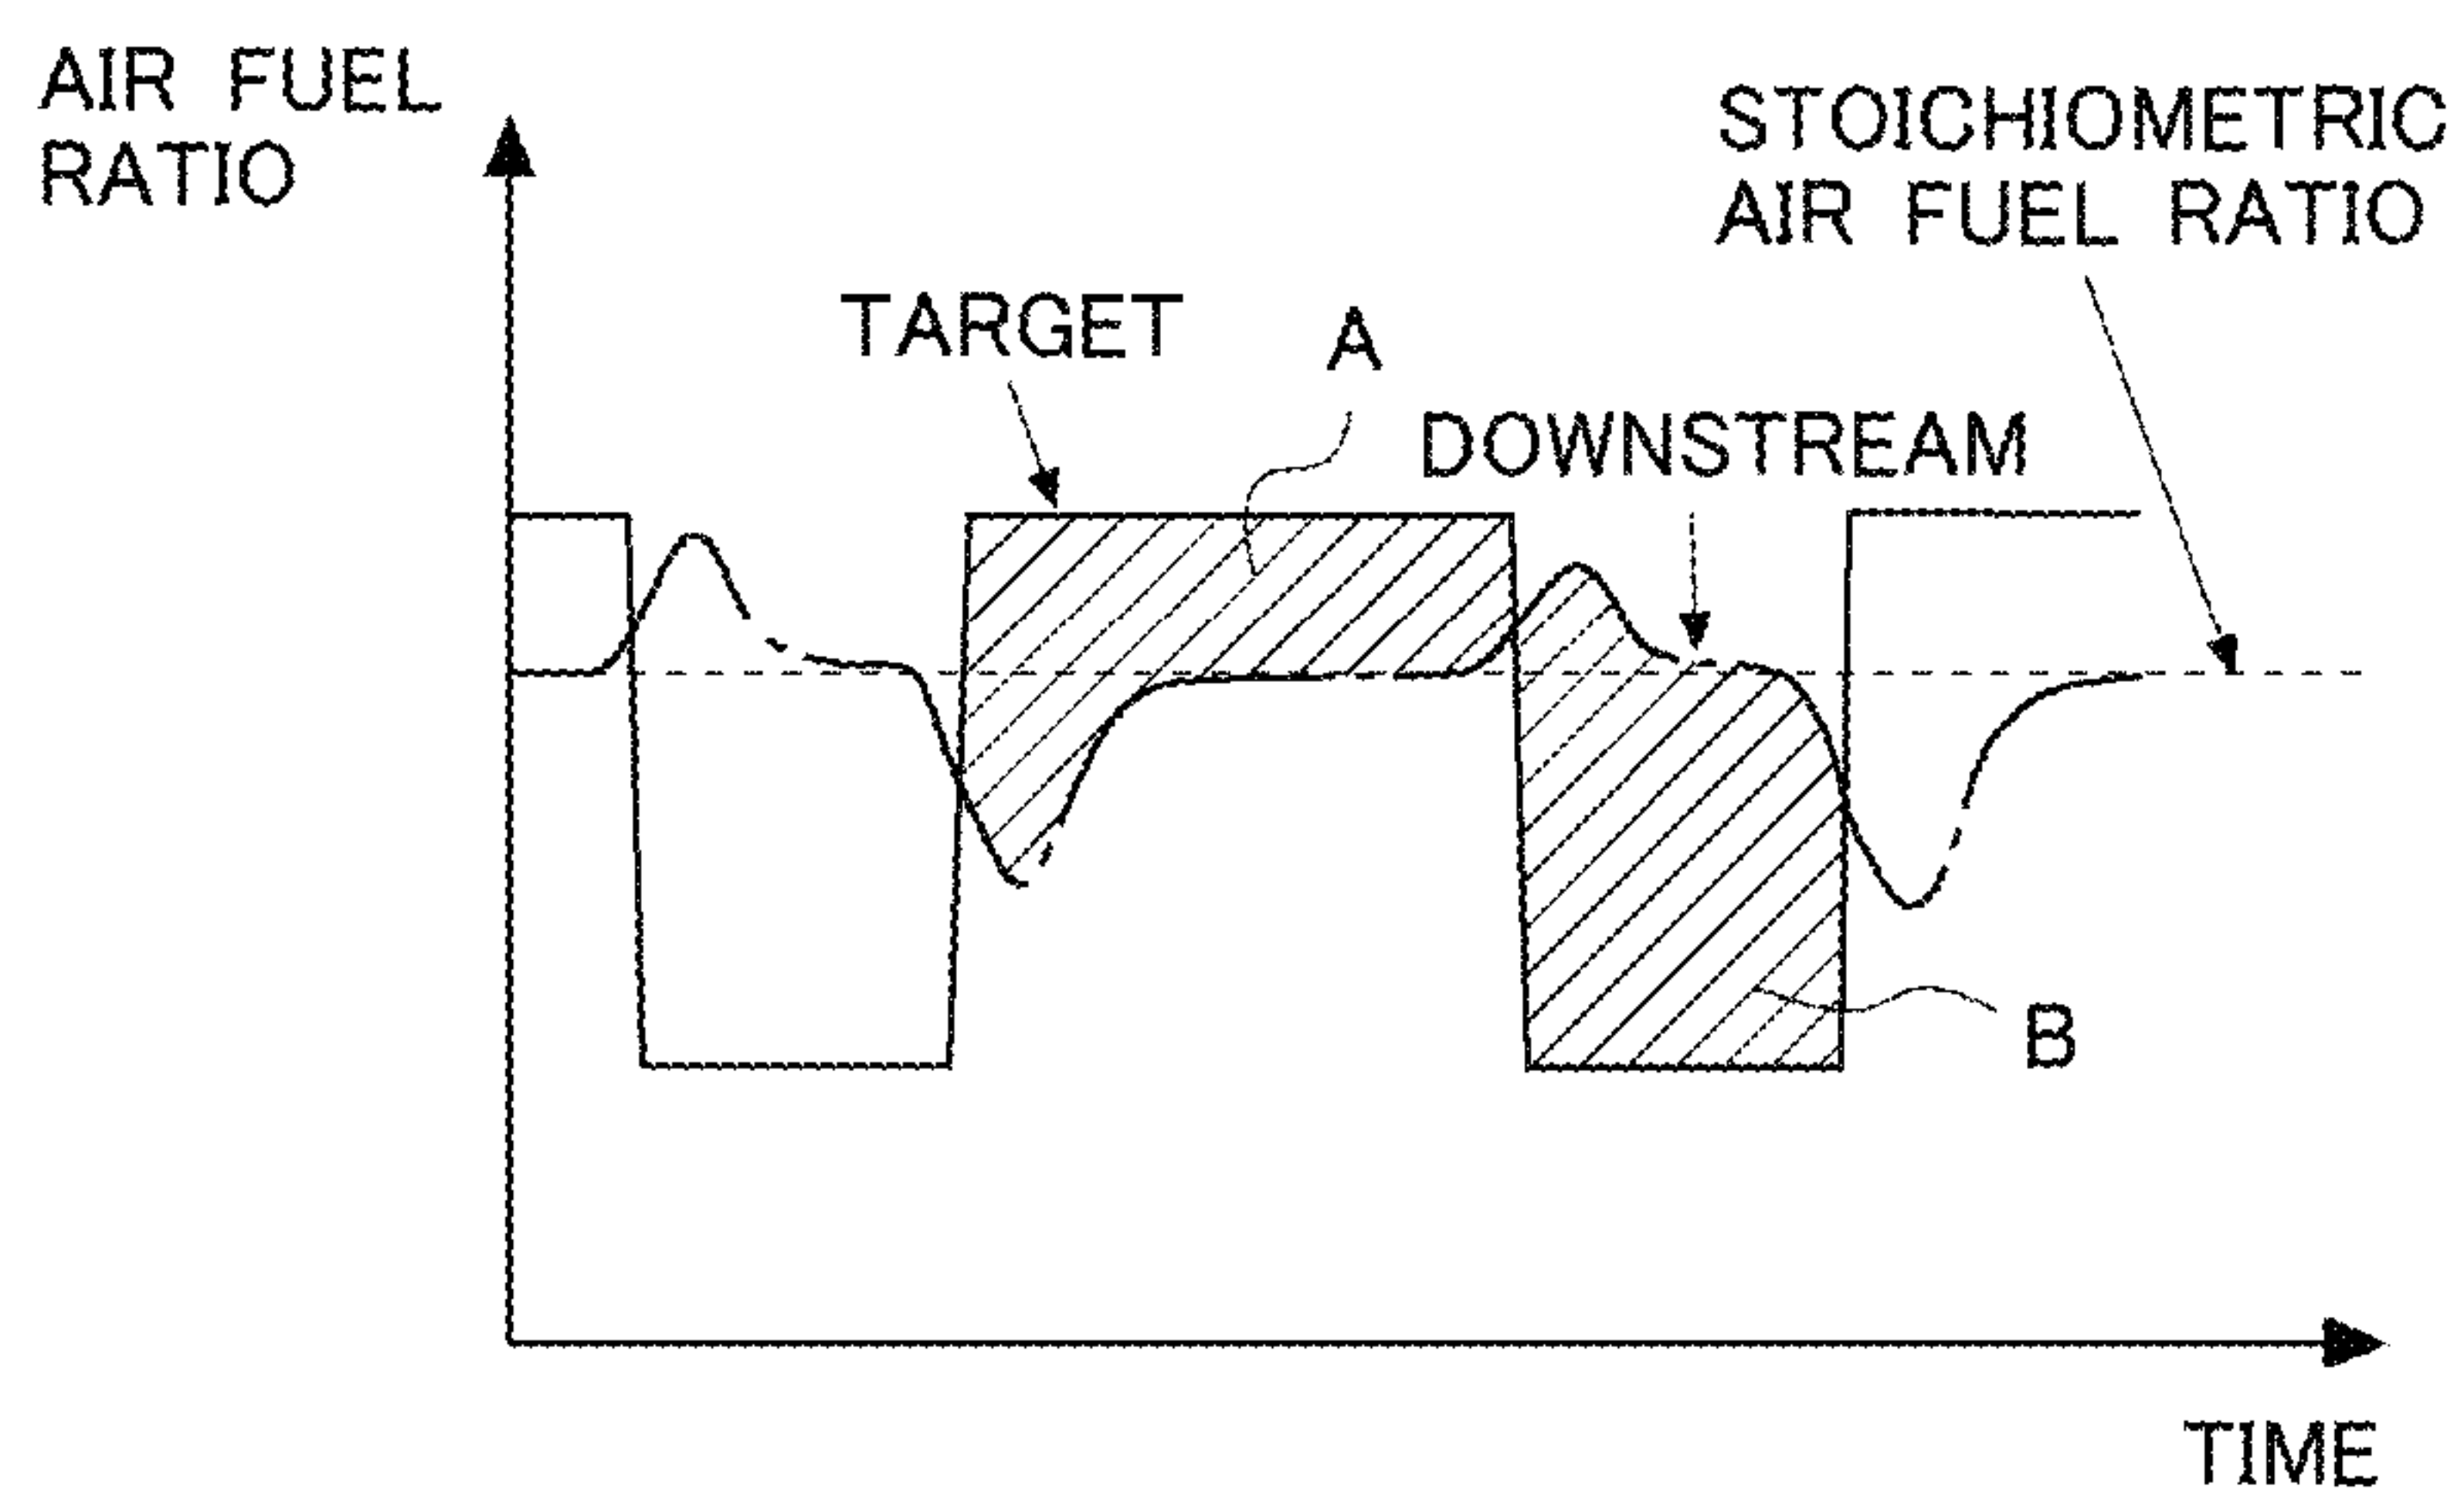 AIR FUEL
RATIO
STOICHIOMETRIC
AIR FUEL RATIO
TARGET
A
DOWNSTREAM
B
TIME